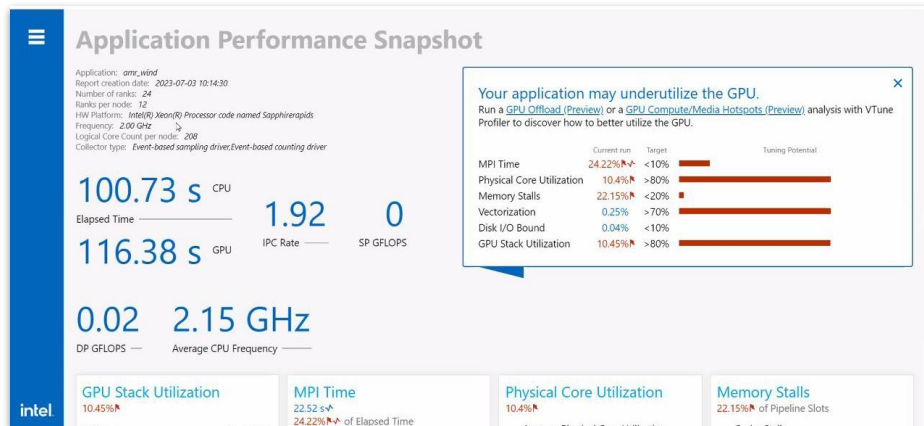 Application Performance Snapshot
Application: amr_wind
Report creation date: 2023-07-03 10:14:30
Number of ranks: 24
Ranks per node: 12
HW Platform: Intel(R) Xeon(R) Processor code named Sapphirerapids
Frequency: 2.00 GHz
Logical Core Count per node: 208
Collector type: Event-based sampling driver,Event-based counting driver
100.73 s CPU
Elapsed Time
116.38 s GPU
1.92
IPC Rate
0
SP GFLOPS
0.02
DP GFLOPS
2.15 GHz
Average CPU Frequency
Your application may underutilize the GPU.
Run a GPU Offload (Preview) or a GPU Compute/Media Hotspots (Preview) analysis with VTune
Profiler to discover how to better utilize the GPU.
Current run Target Tuning Potential
MPI Time 24.22% <10%
Physical Core Utilization 10.4% >80%
Memory Stalls 22.15% <20%
Vectorization 0.25% >70%
Disk I/O Bound 0.04% <10%
GPU Stack Utilization 10.45% >80%
GPU Stack Utilization
10.45%
MPI Time
22.52 s
24.22% of Elapsed Time
Physical Core Utilization
10.4%
Memory Stalls
22.15% of Pipeline Slots
intel